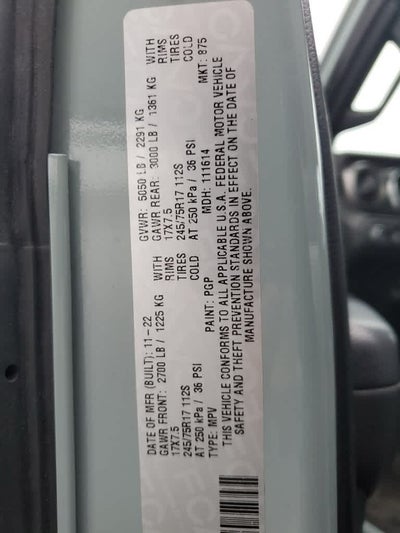 DATE OF MFR (BUILT): 11-22 GVWR: 5050 LB / 2291 KG
GAWR FRONT: 2700 LB / 1225 KG WITH GAWR REAR: 3000 LB / 1361 KG WITH
17X7.5 RIMS 17X7.5 RIMS
245/75R17 112S TIRES 245/75R17 112S TIRES
AT 250 kPa / 36 PSI COLD AT 250 kPa / 36 PSI COLD
TYPE: MPV PAINT: PGP MDH: 111614 MKT: 875
THIS VEHICLE CONFORMS TO ALL APPLICABLE U.S.A. FEDERAL MOTOR VEHICLE
SAFETY AND THEFT PREVENTION STANDARDS IN EFFECT ON THE DATE OF
MANUFACTURE SHOWN ABOVE.